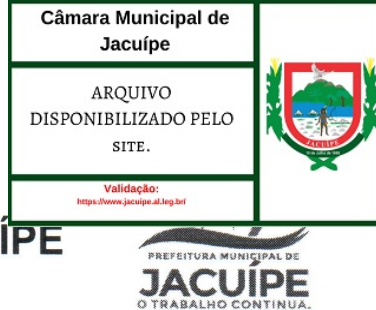 Câmara Municipal de
Jacuípe
ARQUIVO
DISPONIBILIZADO PELO
SITE.
Validação:
https://www.jacuipe.al.leg.br/
JACUÍPE
ÍPE
PREFEITURA MUNICIPAL DE
JACUÍPE
O TRABALHO CONTINUA.